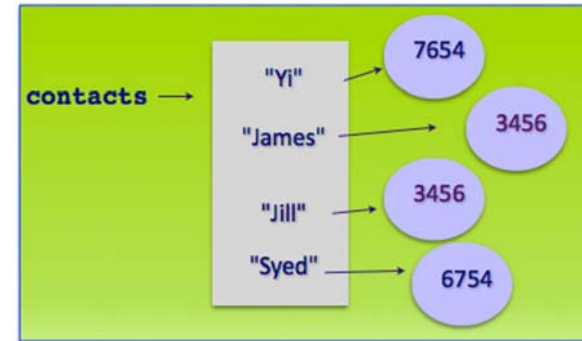 "Yi"
7654
contacts
"James"
3456
"Jill"
3456
"Syed"
6754